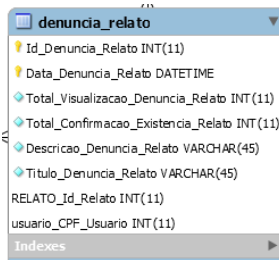 denuncia_relato
Id_Denuncia_Relato INT(11)
Data_Denuncia_Relato DATETIME
Total_Visualizacao_Denuncia_Relato INT(11)
Total_Confirmacao_Existencia_Relato INT(11)
Descricao_Denuncia_Relato VARCHAR(45)
Titulo_Denuncia_Relato VARCHAR(45)
RELATO_Id_Relato INT(11)
usuario_CPF_Usuario INT(11)
Indexes